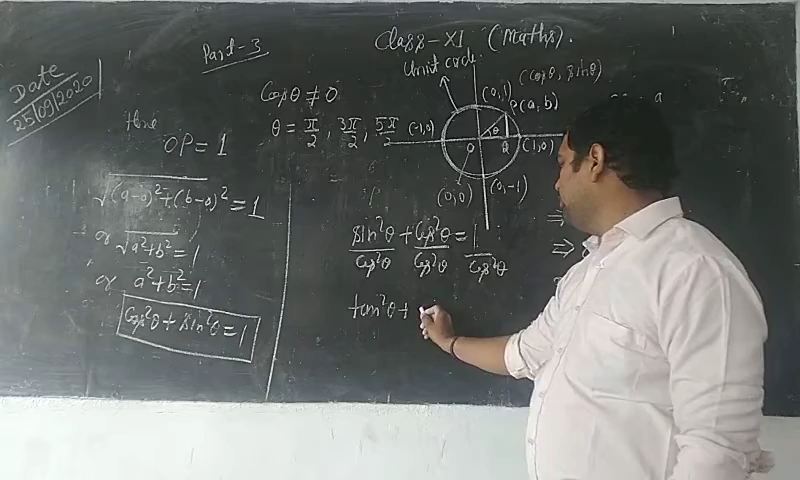 Date
25/09/2020
Part-3
Class-XI (Maths).
Unit circle
Here
OP = 1
√(a-0)²+(b-0)² = 1
or √a²+b² = 1
or a²+b² = 1
Cos²θ + sin²θ = 1
Cosθ ≠ 0
θ = π/2, 3π/2, 5π/2
(cosθ, sinθ)
(0,1)
P(a, b)
(-1,0)
θ
O
(1,0)
(0,0)
(0,-1)
sin²θ/Cos²θ + Cos²θ/Cos²θ = 1/Cos²θ
tan²θ +
a
⇒
⇒